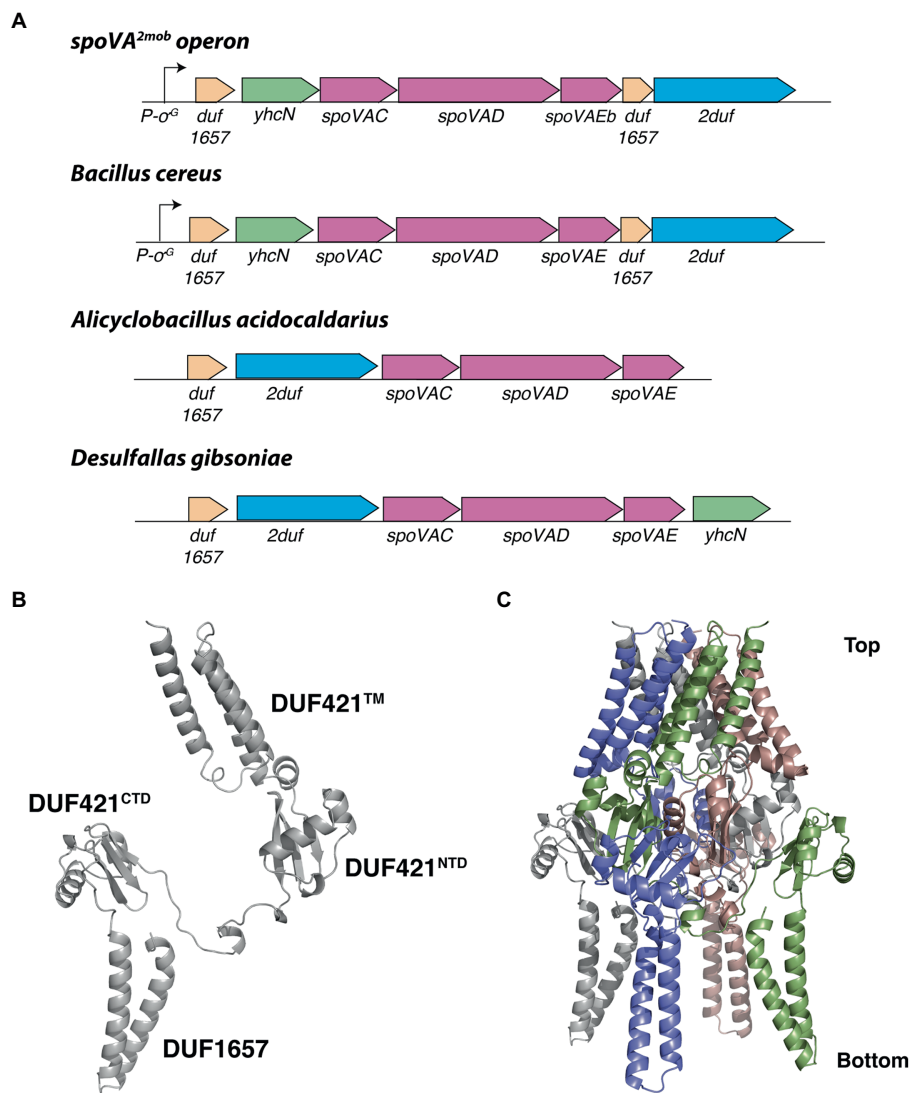 A
spoVA2mob operon
P-σG duf yhcN spoVAC spoVAD spoVAEb duf 2duf
1657 1657
Bacillus cereus
P-σG duf yhcN spoVAC spoVAD spoVAE duf 2duf
1657 1657
Alicyclobacillus acidocaldarius
duf 2duf spoVAC spoVAD spoVAE
1657
Desulfallas gibsoniae
duf 2duf spoVAC spoVAD spoVAE yhcN
1657
B
DUF421TM
DUF421CTD
DUF421NTD
DUF1657
C
Top
Bottom